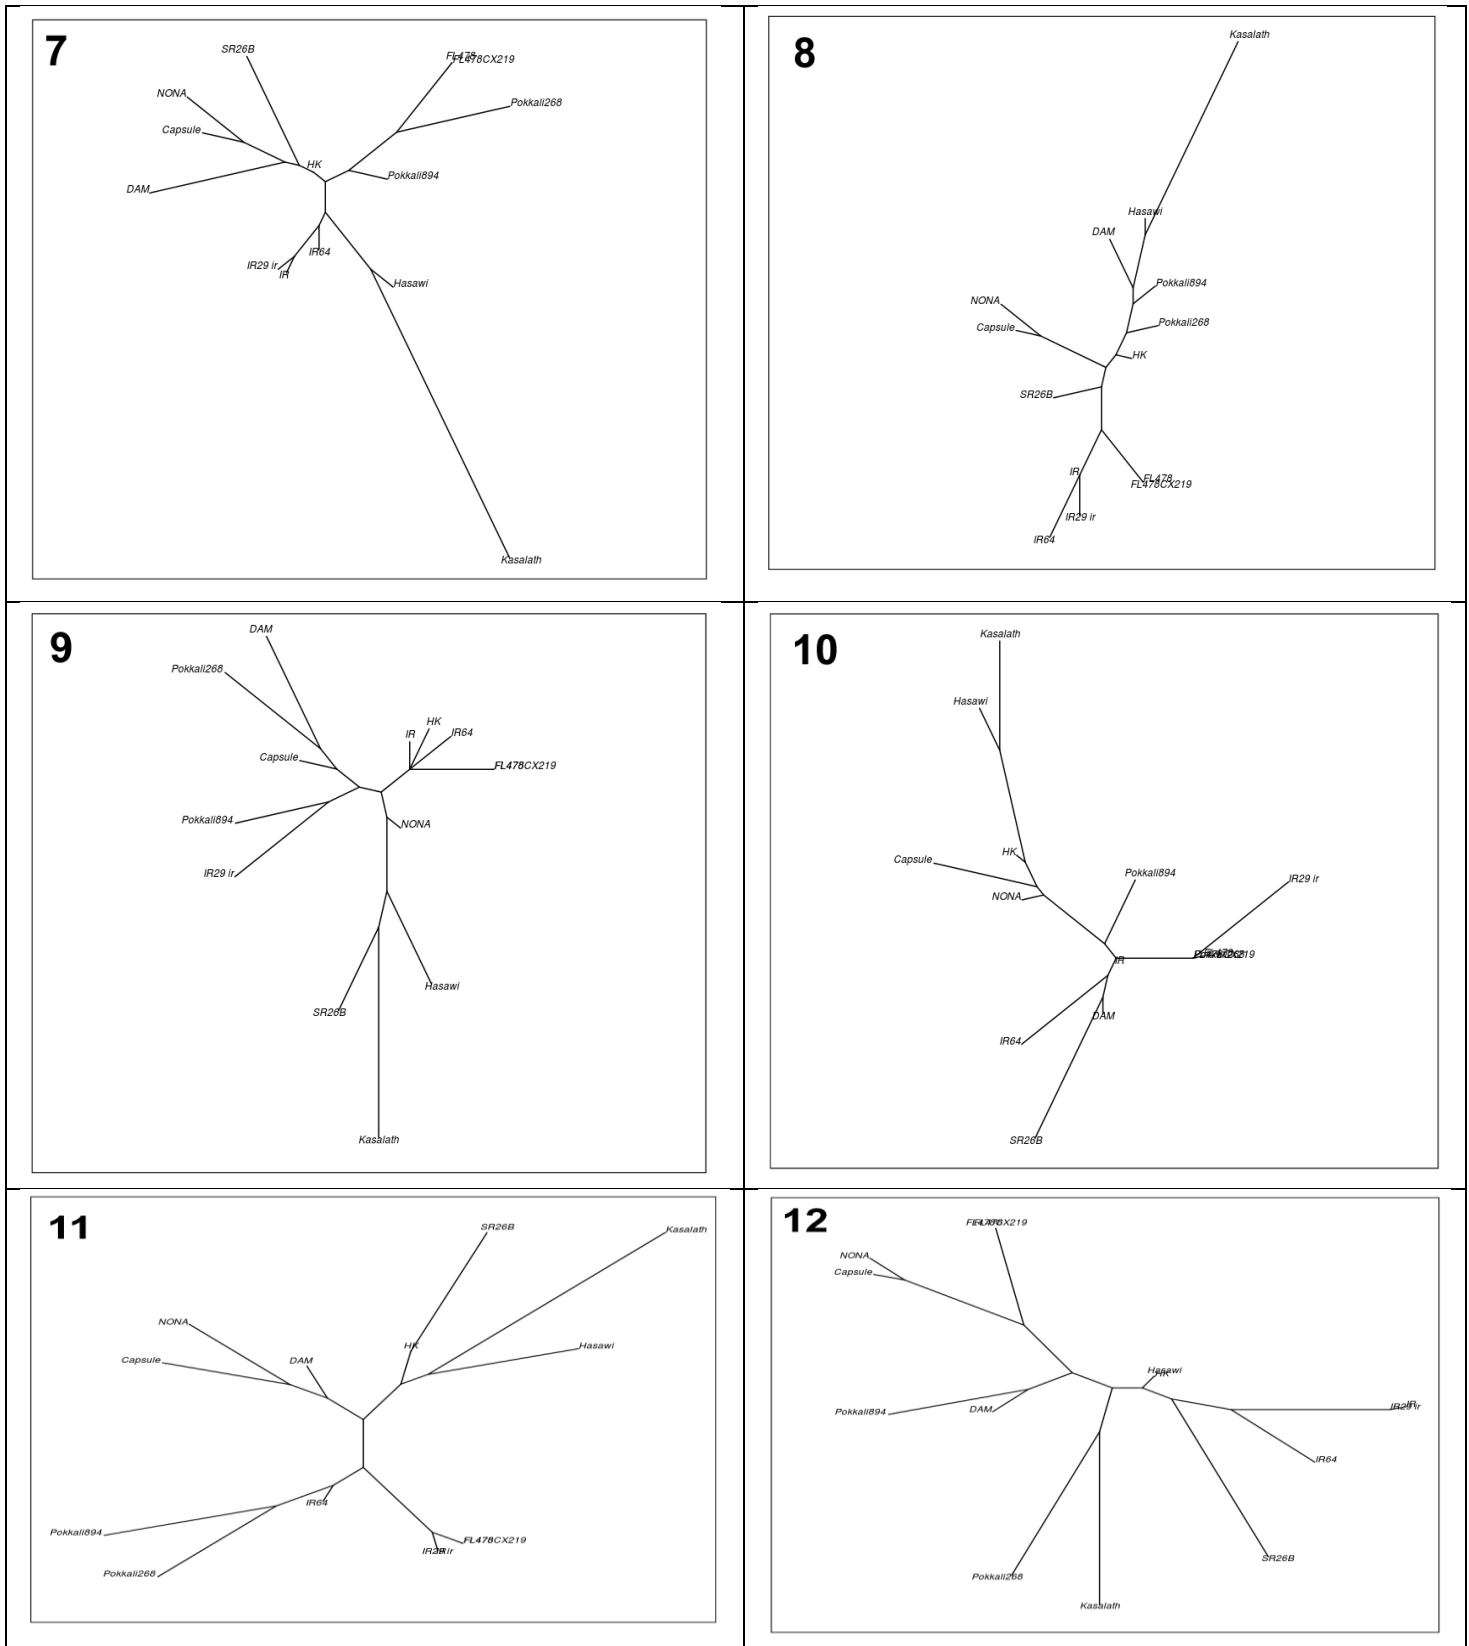 7
SR26B
FL478
FL478CX219
NONA
Pokkali268
Capsule
HK
Pokkali894
DAM
IR64
IR29 ir
IR
Hasawi
Kasalath
8
Kasalath
Hasawi
DAM
Pokkali894
NONA
Pokkali268
Capsule
HK
SR26B
IR
FL478
FL478CX219
IR29 ir
IR64
9
DAM
Pokkali268
HK
IR
IR64
Capsule
FL478CX219
Pokkali894
NONA
IR29 ir
Hasawi
SR26B
Kasalath
10
Kasalath
Hasawi
HK
Capsule
Pokkali894
IR29 ir
NONA
IR
DAM
IR64
SR26B
11
SR26B
Kasalath
NONA
HK
Hasawi
Capsule
DAM
IR64
Pokkali894
FL478CX219
Pokkali268
12
NONA
Capsule
Hasawi
HK
Pokkali894
DAM
IR
IR29 ir
IR64
SR26B
Pokkali268
Kasalath